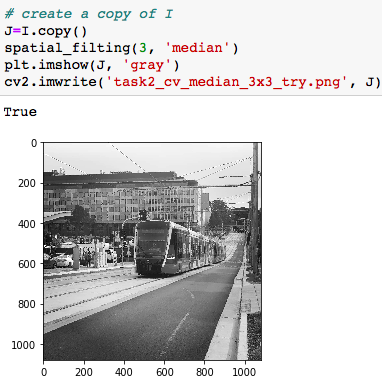 # create a copy of I
J=I.copy()
spatial_filting(3, 'median')
plt.imshow(J, 'gray')
cv2.imwrite('task2_cv_median_3x3_try.png', J)
True
0
200
400
600
800
1000
0 200 400 600 800 1000